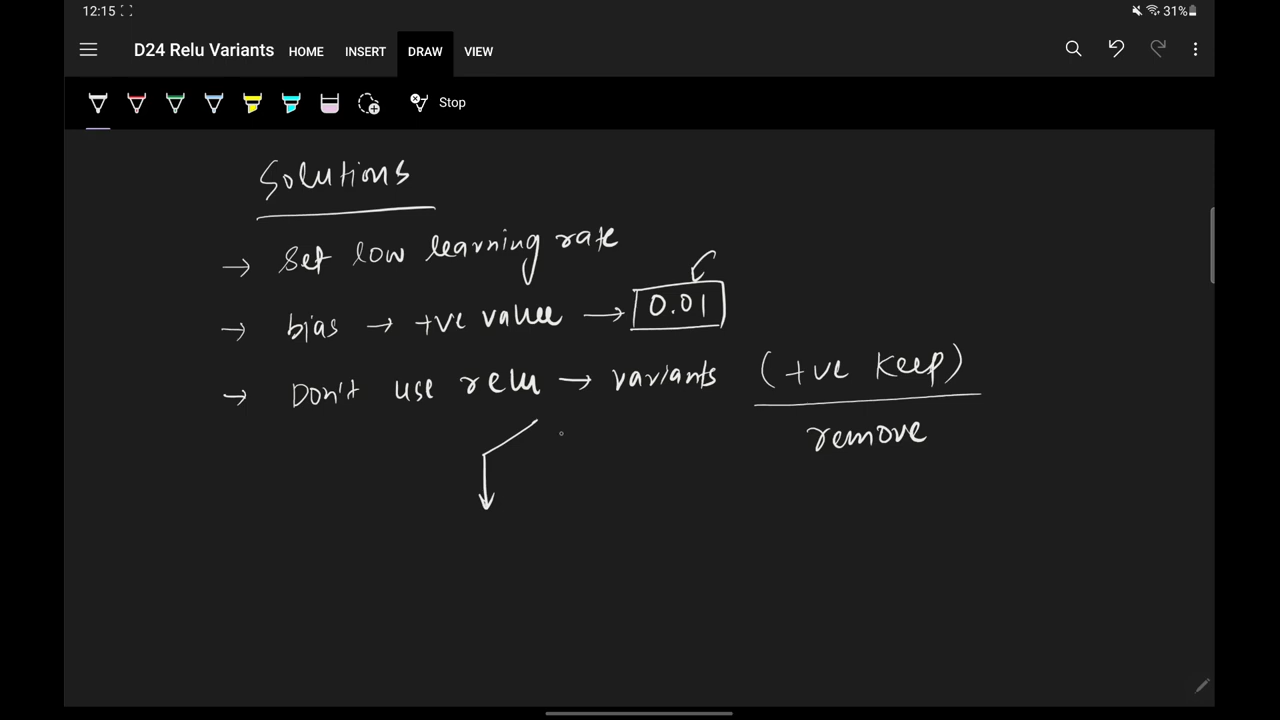 12:15
31%
D24 Relu Variants HOME INSERT DRAW VIEW
Stop
Solutions
→ Set low learning rate
→ bias → +ve value → 0.01
→ Don't use relu → variants (+ve keep)
remove